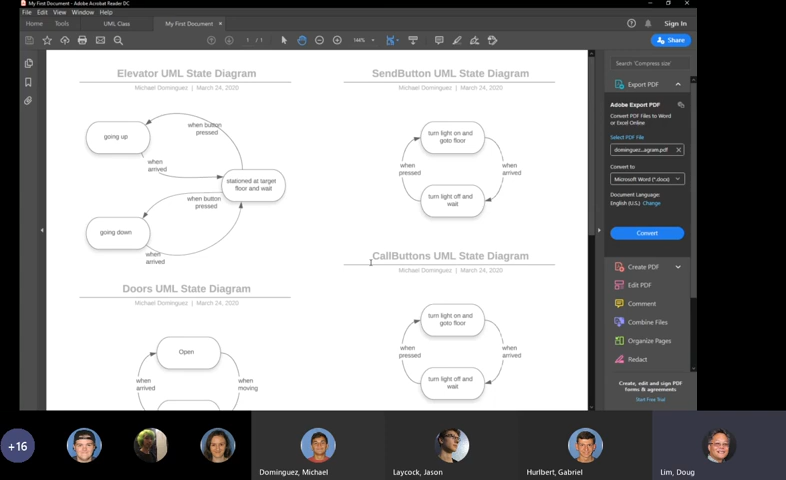 My First Document - Adobe Acrobat Reader DC
File Edit View Window Help
Home Tools UML Class My First Document × Sign In
1 / 1 146% Share
Elevator UML State Diagram
Michael Dominguez | March 24, 2020
going up
when button
pressed
when
arrived
stationed at target
floor and wait
when button
pressed
going down
when
arrived
Doors UML State Diagram
Michael Dominguez | March 24, 2020
Open
when
arrived
when
moving
SendButton UML State Diagram
Michael Dominguez | March 24, 2020
turn light on and
goto floor
when
pressed
when
arrived
turn light off and
wait
CallButtons UML State Diagram
Michael Dominguez | March 24, 2020
turn light on and
goto floor
when
pressed
when
arrived
turn light off and
wait
Search 'Compress size'
Export PDF
Adobe Export PDF
Convert PDF Files to Word
or Excel Online
Select PDF File
dominguez...agram.pdf ×
Convert to
Microsoft Word (*.docx)
Document Language:
English (U.S.) Change
Convert
Create PDF
Edit PDF
Comment
Combine Files
Organize Pages
Redact
Create, edit and sign PDF
Terms & agreements
Start Free Trial
+16
Dominguez, Michael
Laycock, Jason
Hurlbert, Gabriel
Lim, Doug